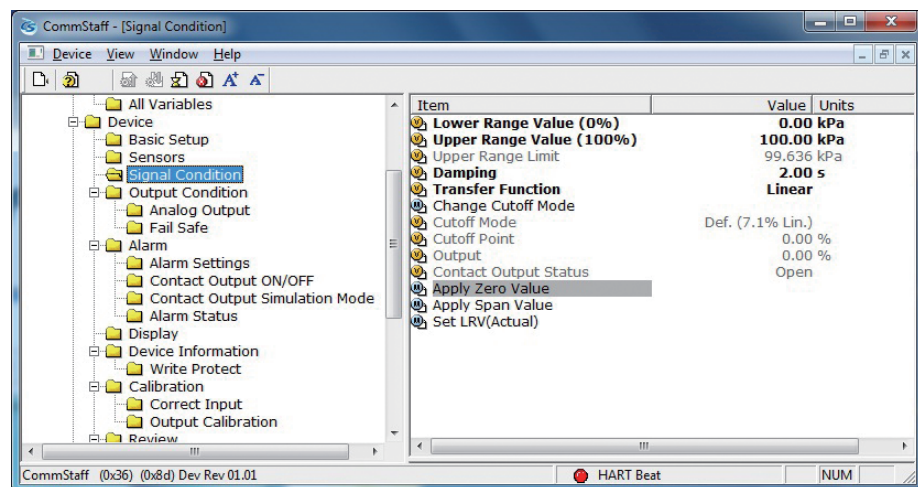 CommStaff - [Signal Condition]
Device View Window Help
All Variables
Device
Basic Setup
Sensors
Signal Condition
Output Condition
Analog Output
Fail Safe
Alarm
Alarm Settings
Contact Output ON/OFF
Contact Output Simulation Mode
Alarm Status
Display
Device Information
Write Protect
Calibration
Correct Input
Output Calibration
Review
Item Value Units
Lower Range Value (0%) 0.00 kPa
Upper Range Value (100%) 100.00 kPa
Upper Range Limit 99.636 kPa
Damping 2.00 s
Transfer Function Linear
Change Cutoff Mode
Cutoff Mode Def. (7.1% Lin.)
Cutoff Point 0.00 %
Output 0.00 %
Contact Output Status Open
Apply Zero Value
Apply Span Value
Set LRV(Actual)
CommStaff (0x36) (0x8d) Dev Rev 01.01 HART Beat NUM